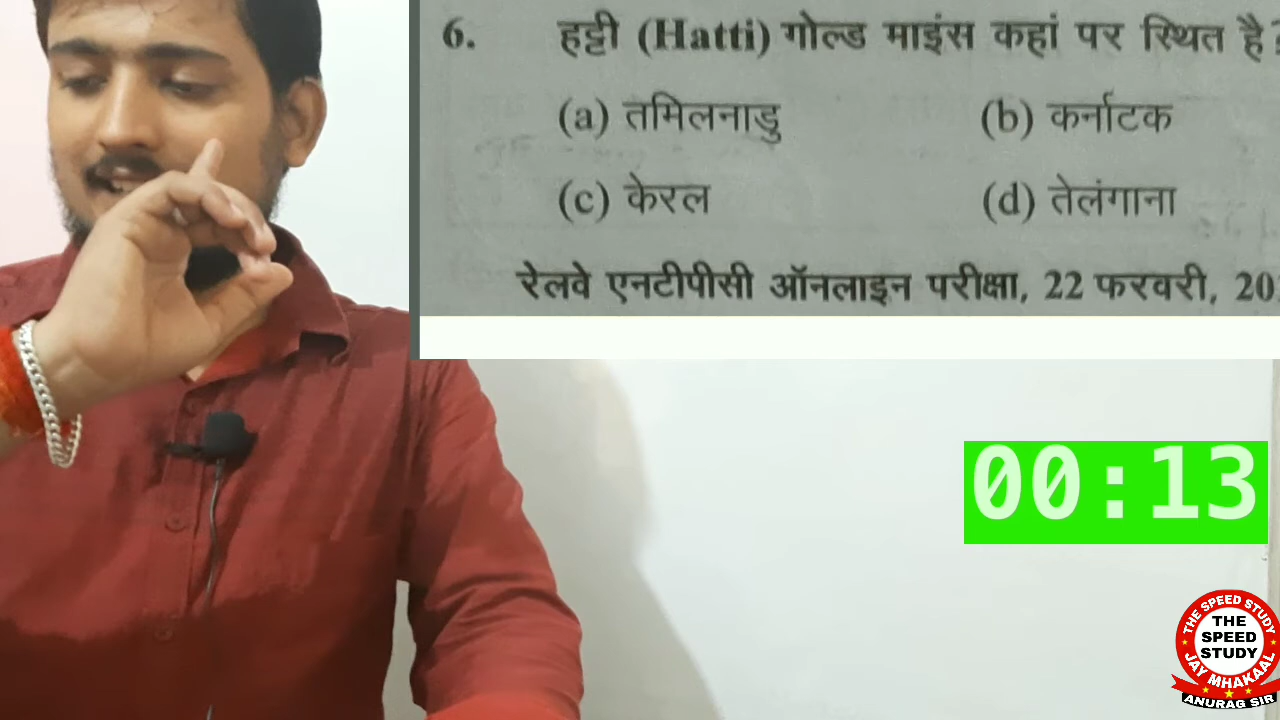 6. हट्टी (Hatti) गोल्ड माइंस कहां पर स्थित है?
(a) तमिलनाडु (b) कर्नाटक
(c) केरल (d) तेलंगाना
रेलवे एनटीपीसी ऑनलाइन परीक्षा, 22 फरवरी, 20
00:13
THE SPEED STUDY
THE
SPEED
STUDY
JAY MHAKAAL
ANURAG SIR